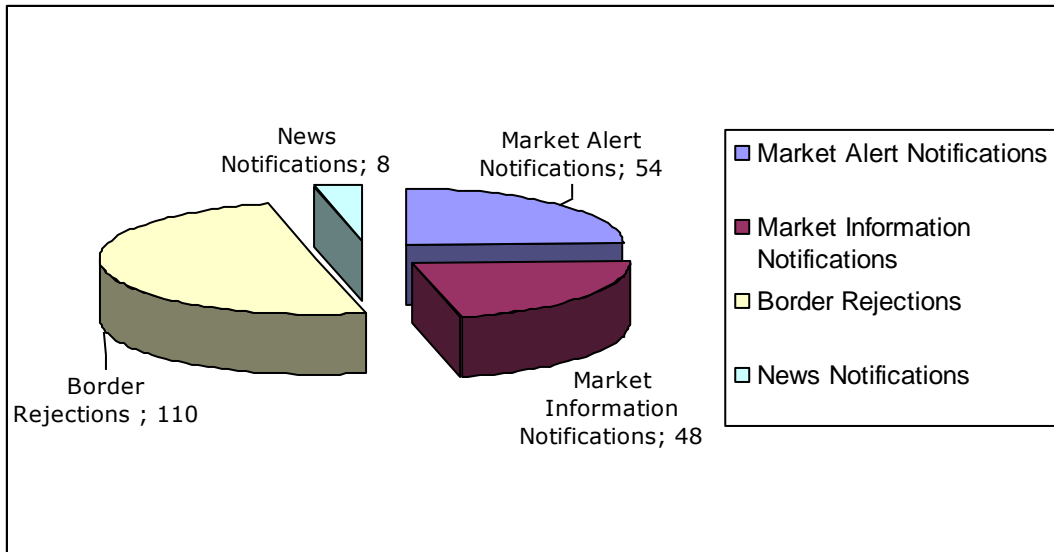 News
Notifications; 8
Market Alert
Notifications; 54
Border
Rejections ; 110
Market
Information
Notifications; 48
Market Alert Notifications
Market Information
Notifications
Border Rejections
News Notifications